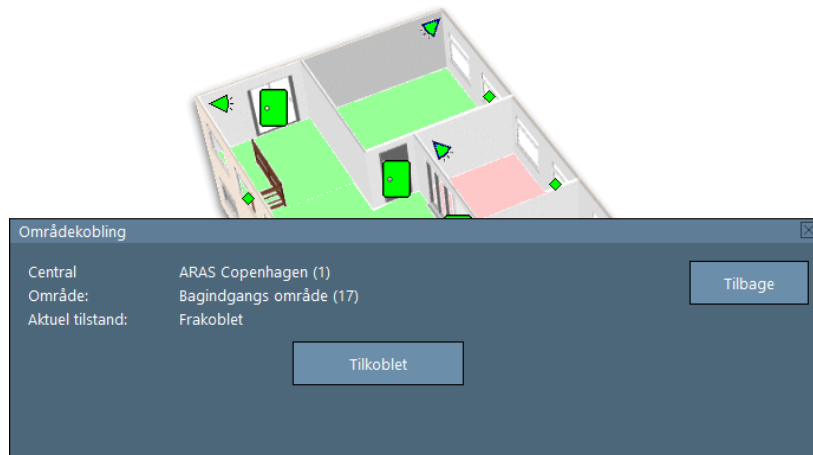 Områdekobling
Central ARAS Copenhagen (1)
Område: Bagindgangs område (17)
Aktuel tilstand: Frakoblet
Tilbage
Tilkoblet